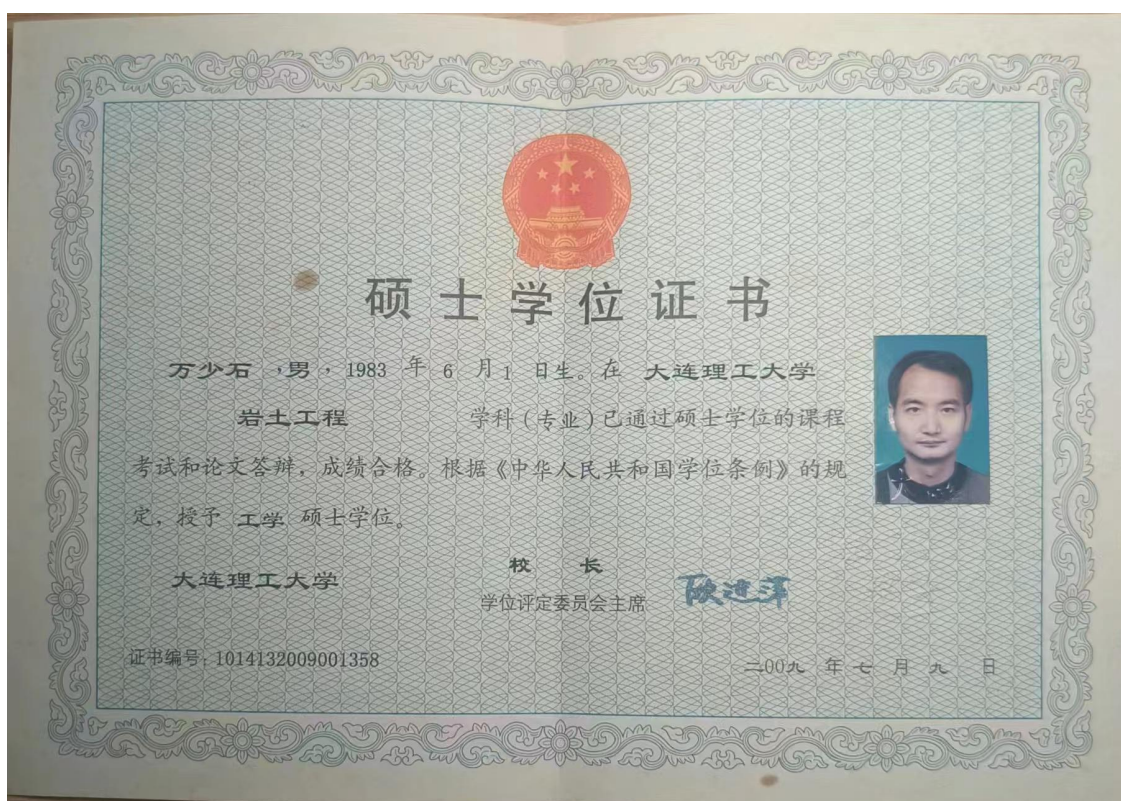 硕士学位证书
万少石，男，1983 年 6 月 1 日生。在 大连理工大学
岩土工程 学科(专业)已通过硕士学位的课程
考试和论文答辩，成绩合格。根据《中华人民共和国学位条例》的规
定，授予 工学 硕士学位。
大连理工大学
校 长
学位评定委员会主席
欧进萍
证书编号：1014132009001358
二00九 年 七 月 九 日